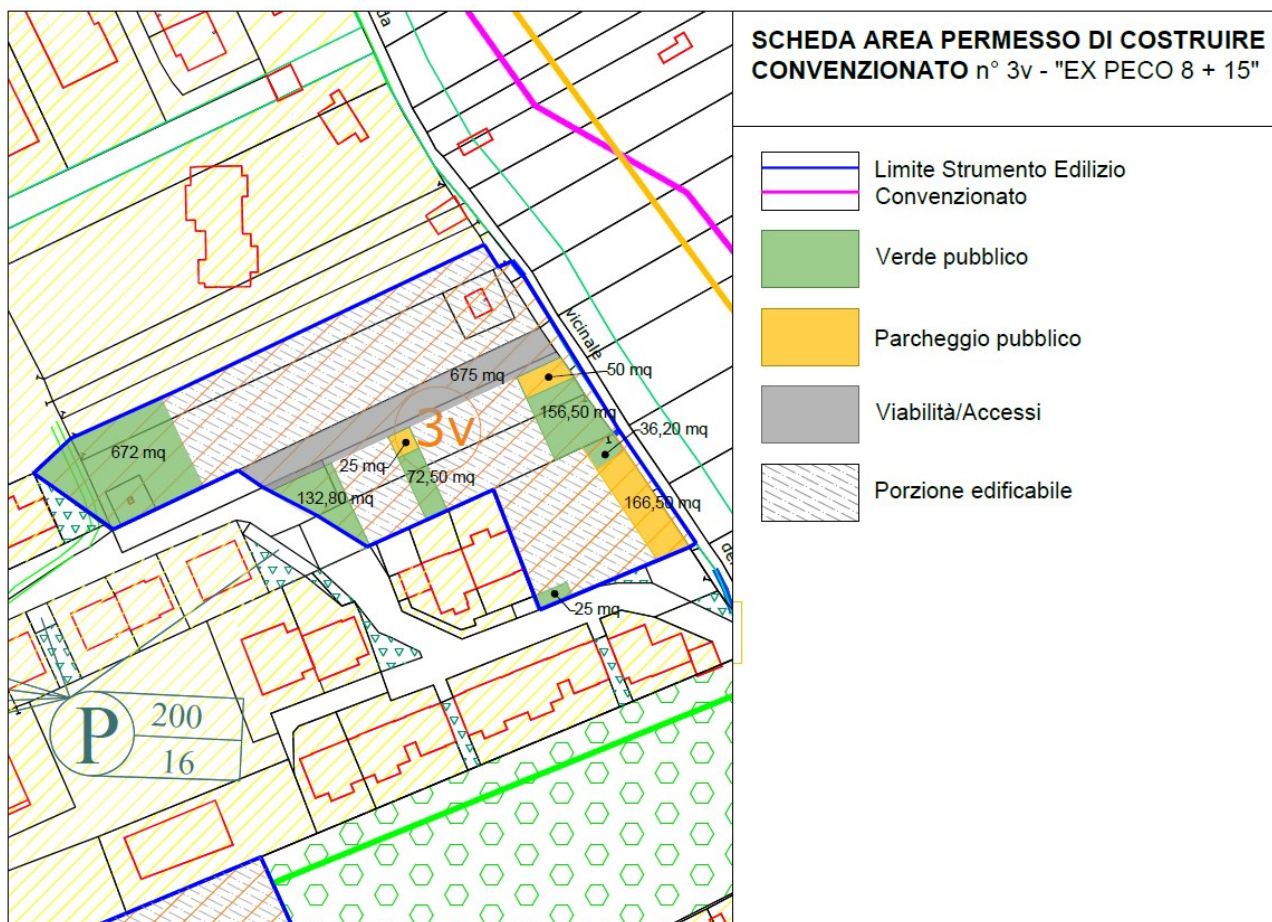 SCHEDA AREA PERMESSO DI COSTRUIRE
CONVENZIONATO n° 3v - "EX PECO 8 + 15"
Limite Strumento Edilizio
Convenzionato
Verde pubblico
Parcheggio pubblico
Viabilità/Accessi
Porzione edificabile
da
vicinale
675 mq
50 mq
156,50 mq
3v
36,20 mq
672 mq
25 mq
72,50 mq
132,80 mq
166,50 mq
25 mq
P
200
16